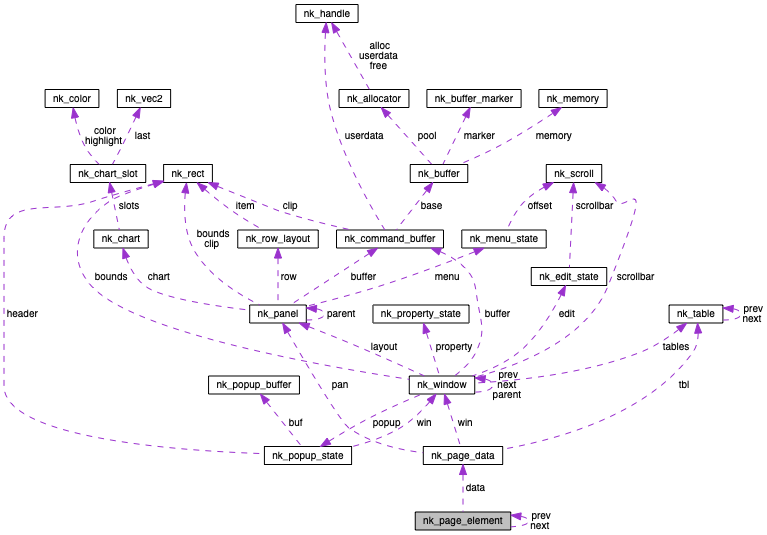 nk_handle
alloc
userdata
free
nk_color
nk_vec2
nk_allocator
nk_buffer_marker
nk_memory
color
highlight
last
userdata
pool
marker
memory
nk_chart_slot
nk_rect
nk_buffer
nk_scroll
slots
item
clip
base
offset
scrollbar
nk_chart
bounds
clip
nk_row_layout
nk_command_buffer
nk_menu_state
bounds
chart
row
buffer
menu
nk_edit_state
scrollbar
header
nk_panel
parent
nk_property_state
buffer
edit
nk_table
prev
next
layout
property
tables
nk_popup_buffer
pan
nk_window
prev
next
parent
tbl
buf
popup
win
win
nk_popup_state
nk_page_data
data
nk_page_element
prev
next